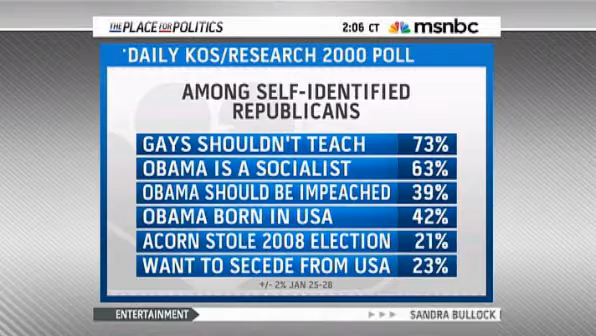 THE PLACE FOR POLITICS 2:06 CT msnbc
*DAILY KOS/RESEARCH 2000 POLL
AMONG SELF-IDENTIFIED
REPUBLICANS
GAYS SHOULDN'T TEACH 73%
OBAMA IS A SOCIALIST 63%
OBAMA SHOULD BE IMPEACHED 39%
OBAMA BORN IN USA 42%
ACORN STOLE 2008 ELECTION 21%
WANT TO SECEDE FROM USA 23%
+/- 2% JAN 25-28
ENTERTAINMENT SANDRA BULLOCK